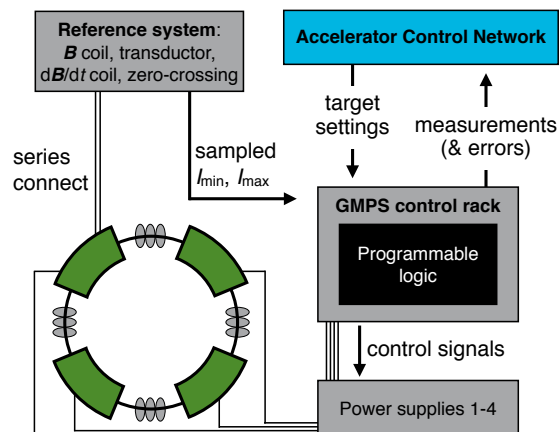 Reference system:
B coil, transductor,
dB/dt coil, zero-crossing
Accelerator Control Network
target
settings
measurements
(& errors)
series
connect
sampled
Imin, Imax
GMPS control rack
Programmable
logic
control signals
Power supplies 1-4